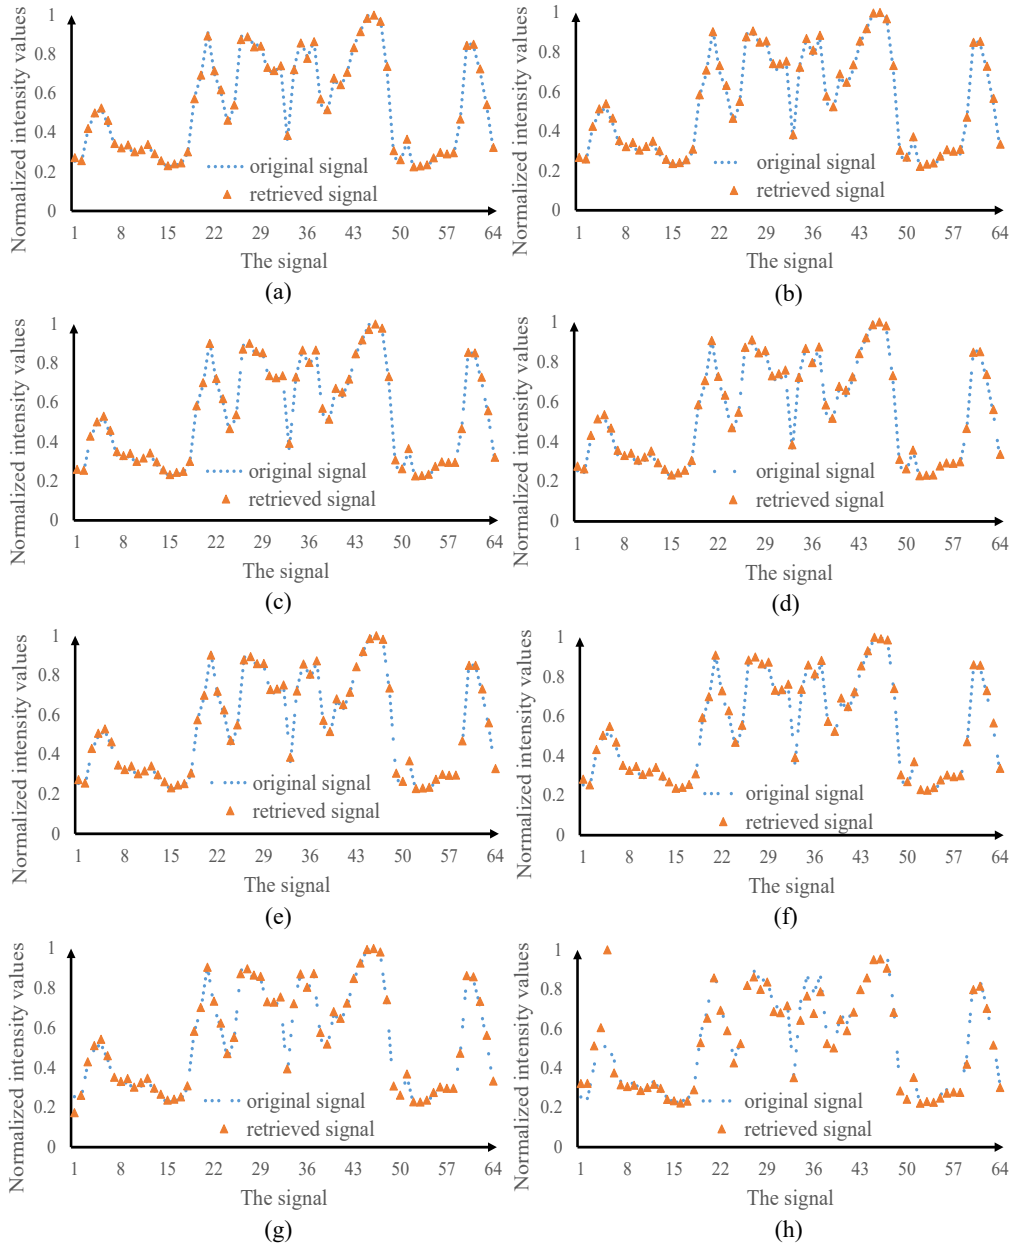 Normalized intensity values
1
0.8
0.6
0.4
0.2
0
original signal
retrieved signal
1 8 15 22 29 36 43 50 57 64
The signal
(a)
Normalized intensity values
1
0.8
0.6
0.4
0.2
0
original signal
retrieved signal
1 8 15 22 29 36 43 50 57 64
The signal
(b)
Normalized intensity values
1
0.8
0.6
0.4
0.2
0
original signal
retrieved signal
1 8 15 22 29 36 43 50 57 64
The signal
(c)
Normalized intensity values
1
0.8
0.6
0.4
0.2
0
original signal
retrieved signal
1 8 15 22 29 36 43 50 57 64
The signal
(d)
Normalized intensity values
1
0.8
0.6
0.4
0.2
0
original signal
retrieved signal
1 8 15 22 29 36 43 50 57 64
The signal
(e)
Normalized intensity values
1
0.8
0.6
0.4
0.2
0
original signal
retrieved signal
1 8 15 22 29 36 43 50 57 64
The signal
(f)
Normalized intensity values
1
0.8
0.6
0.4
0.2
0
original signal
retrieved signal
1 8 15 22 29 36 43 50 57 64
The signal
(g)
Normalized intensity values
1
0.8
0.6
0.4
0.2
0
original signal
retrieved signal
1 8 15 22 29 36 43 50 57 64
The signal
(h)